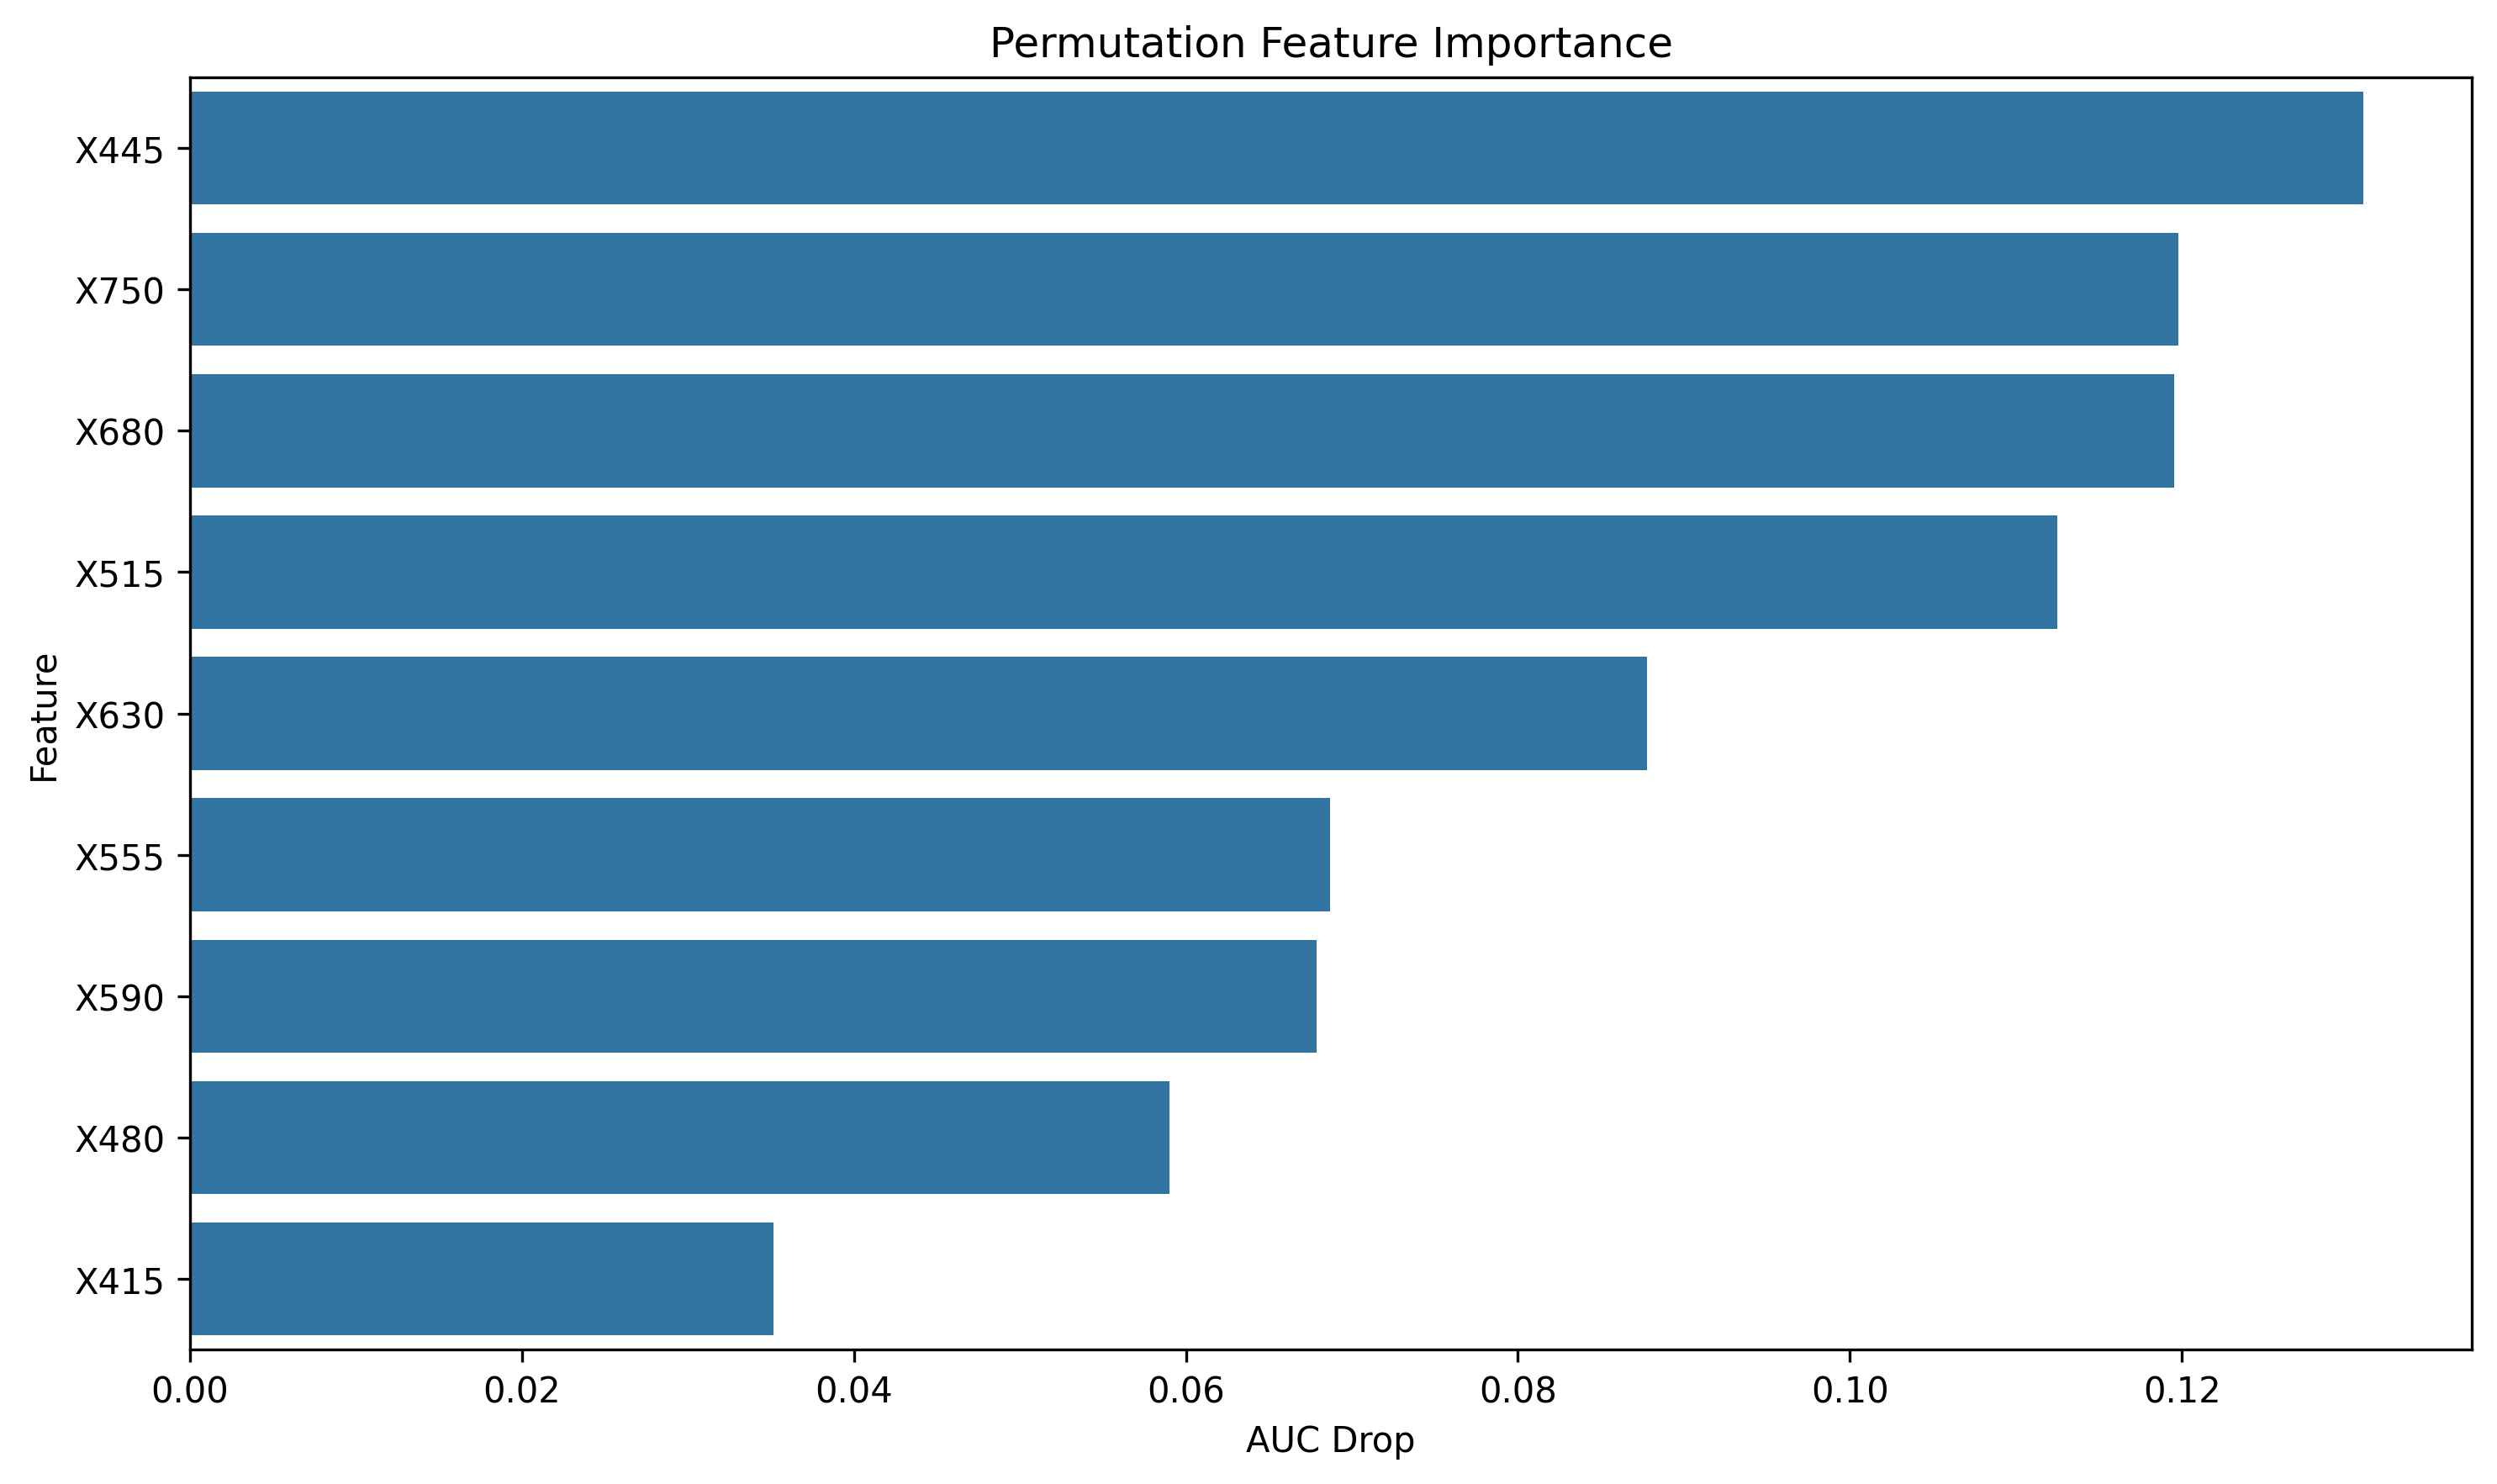 Permutation Feature Importance
X445
X750
X680
X515
X630
X555
X590
X480
X415
Feature
0.00 0.02 0.04 0.06 0.08 0.10 0.12
AUC Drop